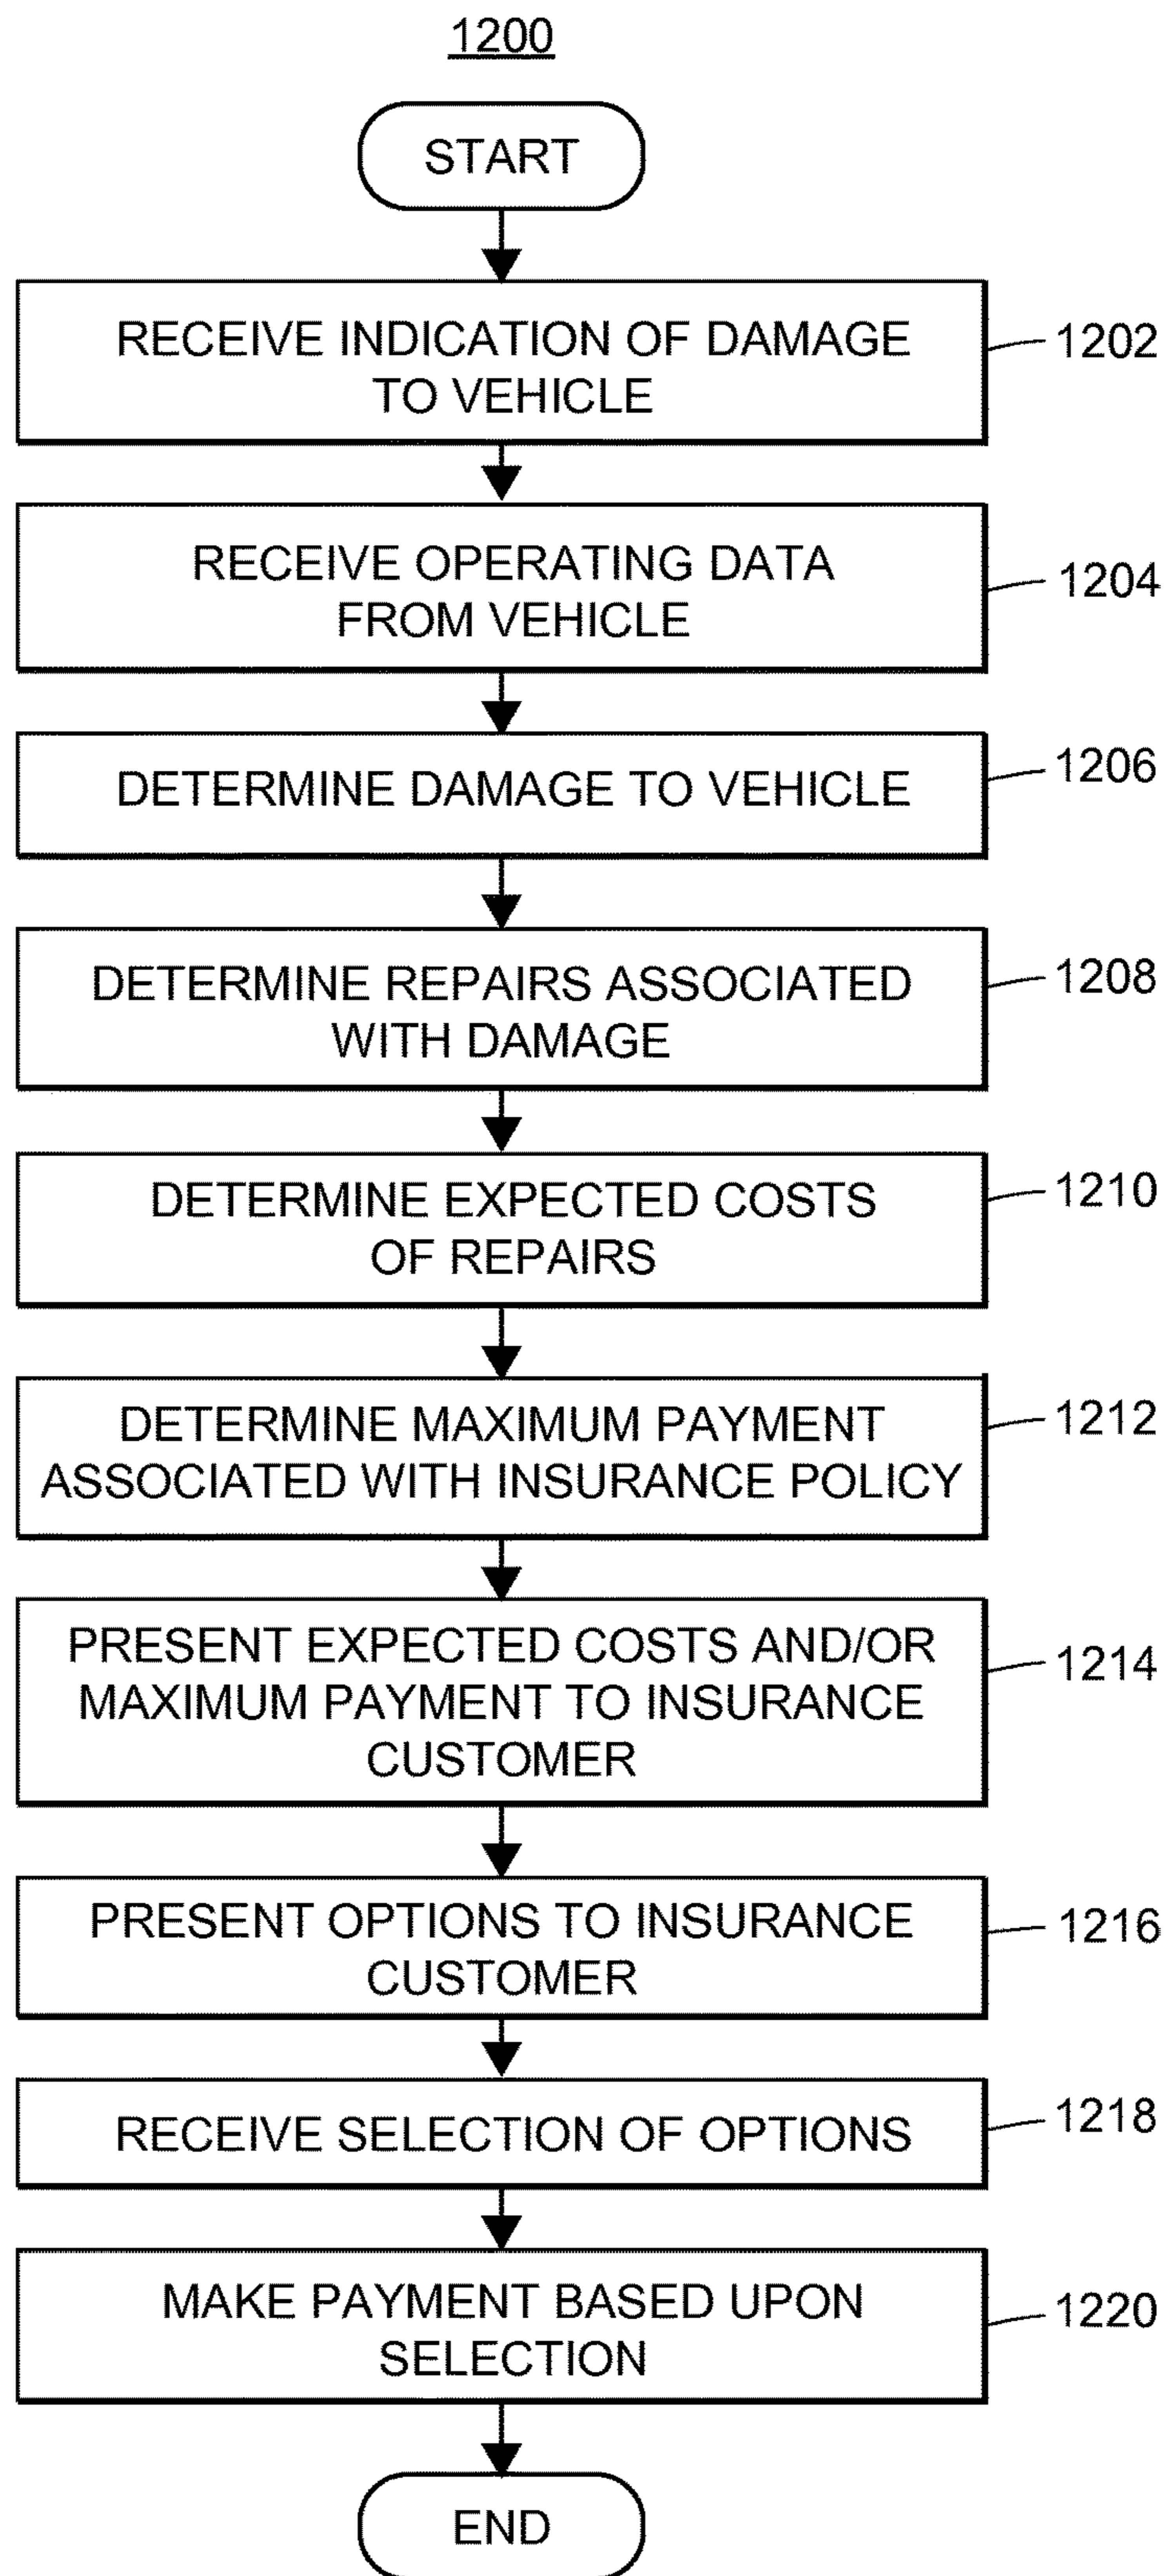 1200
START
RECEIVE INDICATION OF DAMAGE
TO VEHICLE
1202
RECEIVE OPERATING DATA
FROM VEHICLE
1204
DETERMINE DAMAGE TO VEHICLE
1206
DETERMINE REPAIRS ASSOCIATED
WITH DAMAGE
1208
DETERMINE EXPECTED COSTS
OF REPAIRS
1210
DETERMINE MAXIMUM PAYMENT
ASSOCIATED WITH INSURANCE POLICY
1212
PRESENT EXPECTED COSTS AND/OR
MAXIMUM PAYMENT TO INSURANCE
CUSTOMER
1214
PRESENT OPTIONS TO INSURANCE
CUSTOMER
1216
RECEIVE SELECTION OF OPTIONS
1218
MAKE PAYMENT BASED UPON
SELECTION
1220
END